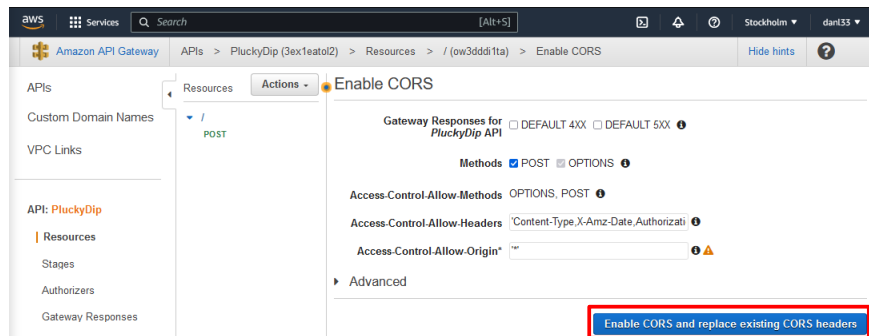 aws
Services
Search
[Alt+S]
Stockholm
danl33
Amazon API Gateway
APIs > PluckyDip (3ex1eatol2) > Resources > / (ow3dddi1ta) > Enable CORS
Hide hints
APIs
Custom Domain Names
VPC Links
API: PluckyDip
Resources
Stages
Authorizers
Gateway Responses
Resources
Actions
/
POST
Enable CORS
Gateway Responses for PluckyDip API
DEFAULT 4XX
DEFAULT 5XX
Methods
POST
OPTIONS
Access-Control-Allow-Methods
OPTIONS, POST
Access-Control-Allow-Headers
'Content-Type,X-Amz-Date,Authorizati
Access-Control-Allow-Origin*
'*'
Advanced
Enable CORS and replace existing CORS headers